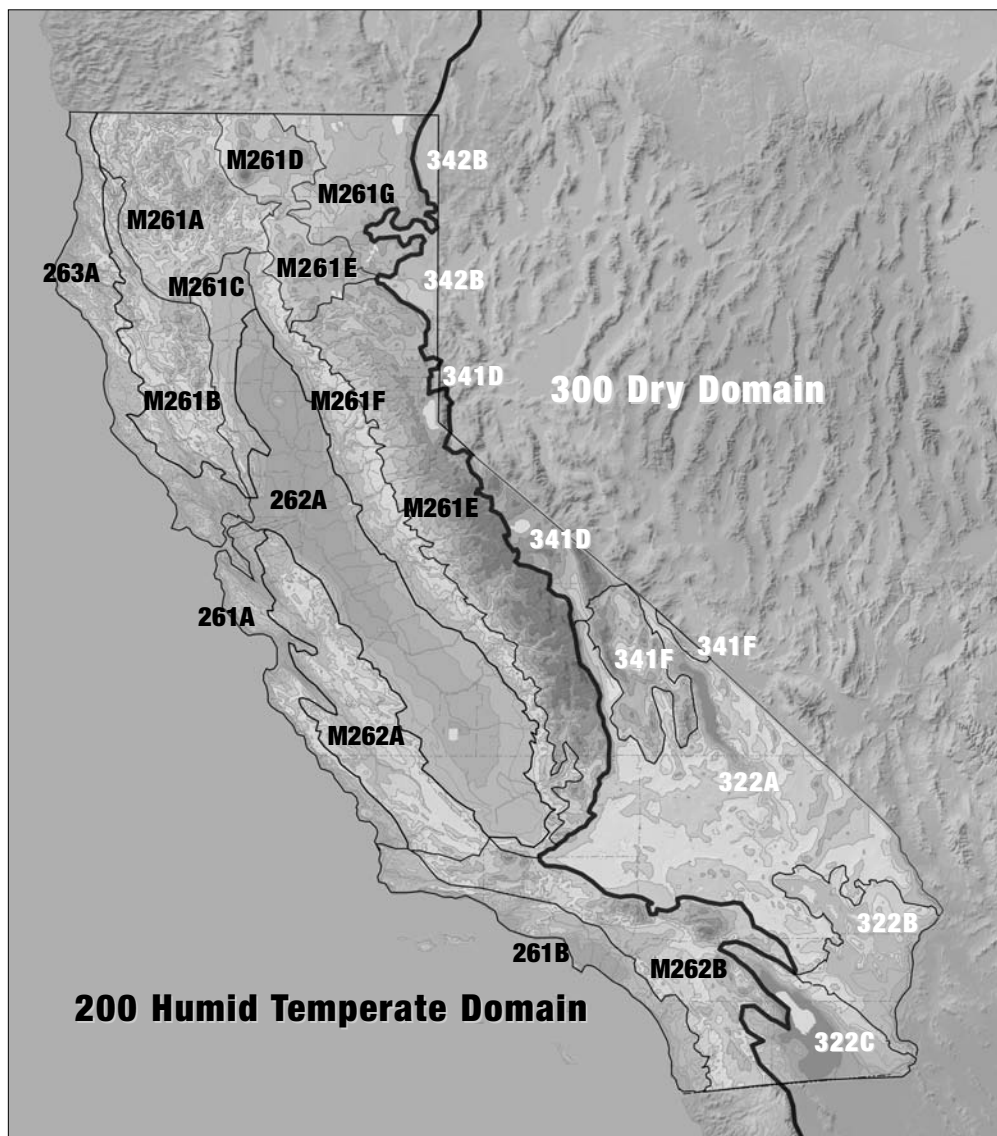 M261D
342B
M261G
M261A
263A
M261C
M261E
342B
341D
300 Dry Domain
M261B
M261F
262A
M261E
341D
261A
341F
341F
M262A
322A
322B
261B
M262B
200 Humid Temperate Domain
322C